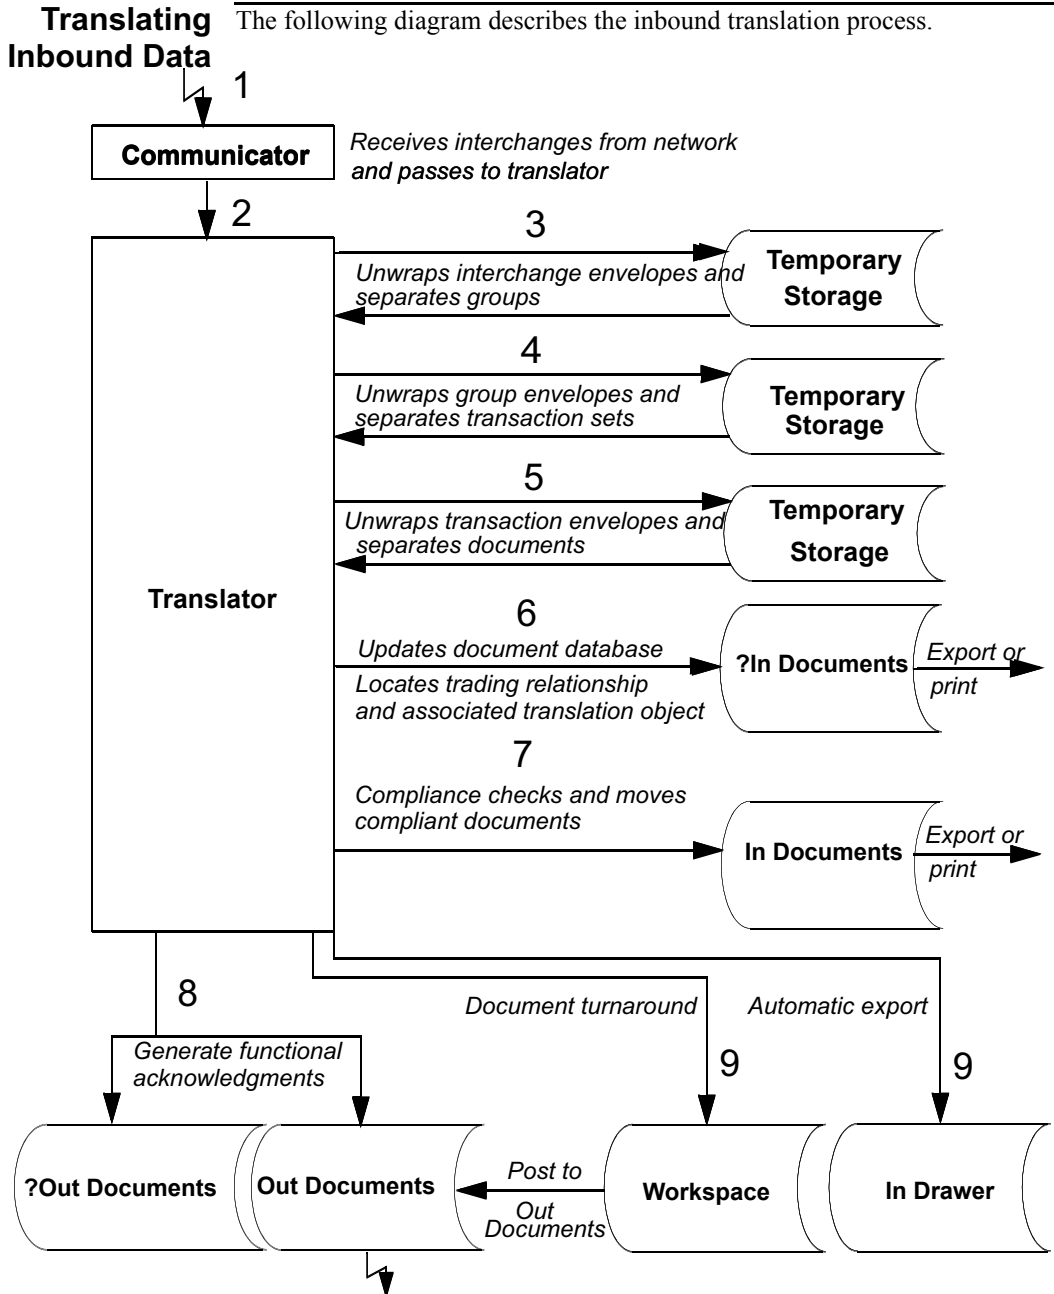 Translating
Inbound Data
The following diagram describes the inbound translation process.
1
Communicator
Receives interchanges from network
and passes to translator
2
3
Unwraps interchange envelopes and
separates groups
Temporary
Storage
4
Unwraps group envelopes and
separates transaction sets
Temporary
Storage
5
Unwraps transaction envelopes and
separates documents
Temporary
Storage
Translator
6
Updates document database
Locates trading relationship
and associated translation object
?In Documents
Export or
print
7
Compliance checks and moves
compliant documents
In Documents
Export or
print
8
Generate functional
acknowledgments
Document turnaround
9
Automatic export
9
?Out Documents
Out Documents
Post to
Out
Documents
Workspace
In Drawer